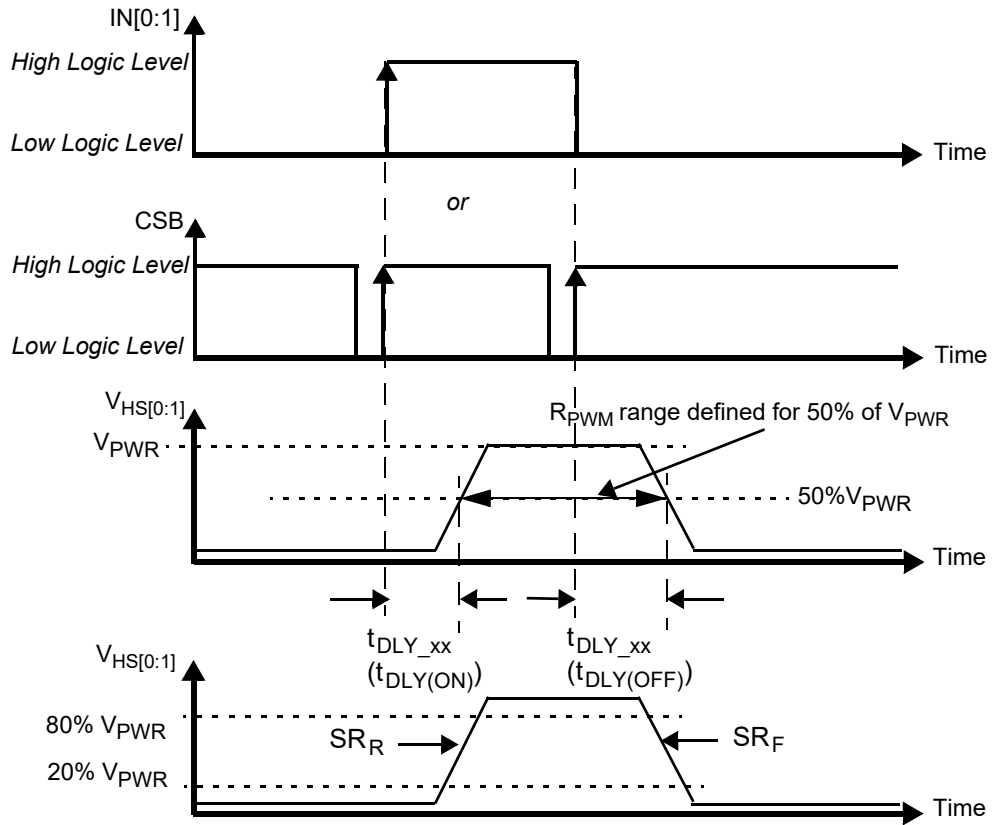 IN[0:1]
High Logic Level
Low Logic Level
Time
or
CSB
High Logic Level
Low Logic Level
Time
VHS[0:1]
RPWM range defined for 50% of VPWR
VPWR
50%VPWR
Time
tDLY_xx
(tDLY(ON))
tDLY_xx
(tDLY(OFF))
VHS[0:1]
80% VPWR
SRR
SRF
20% VPWR
Time